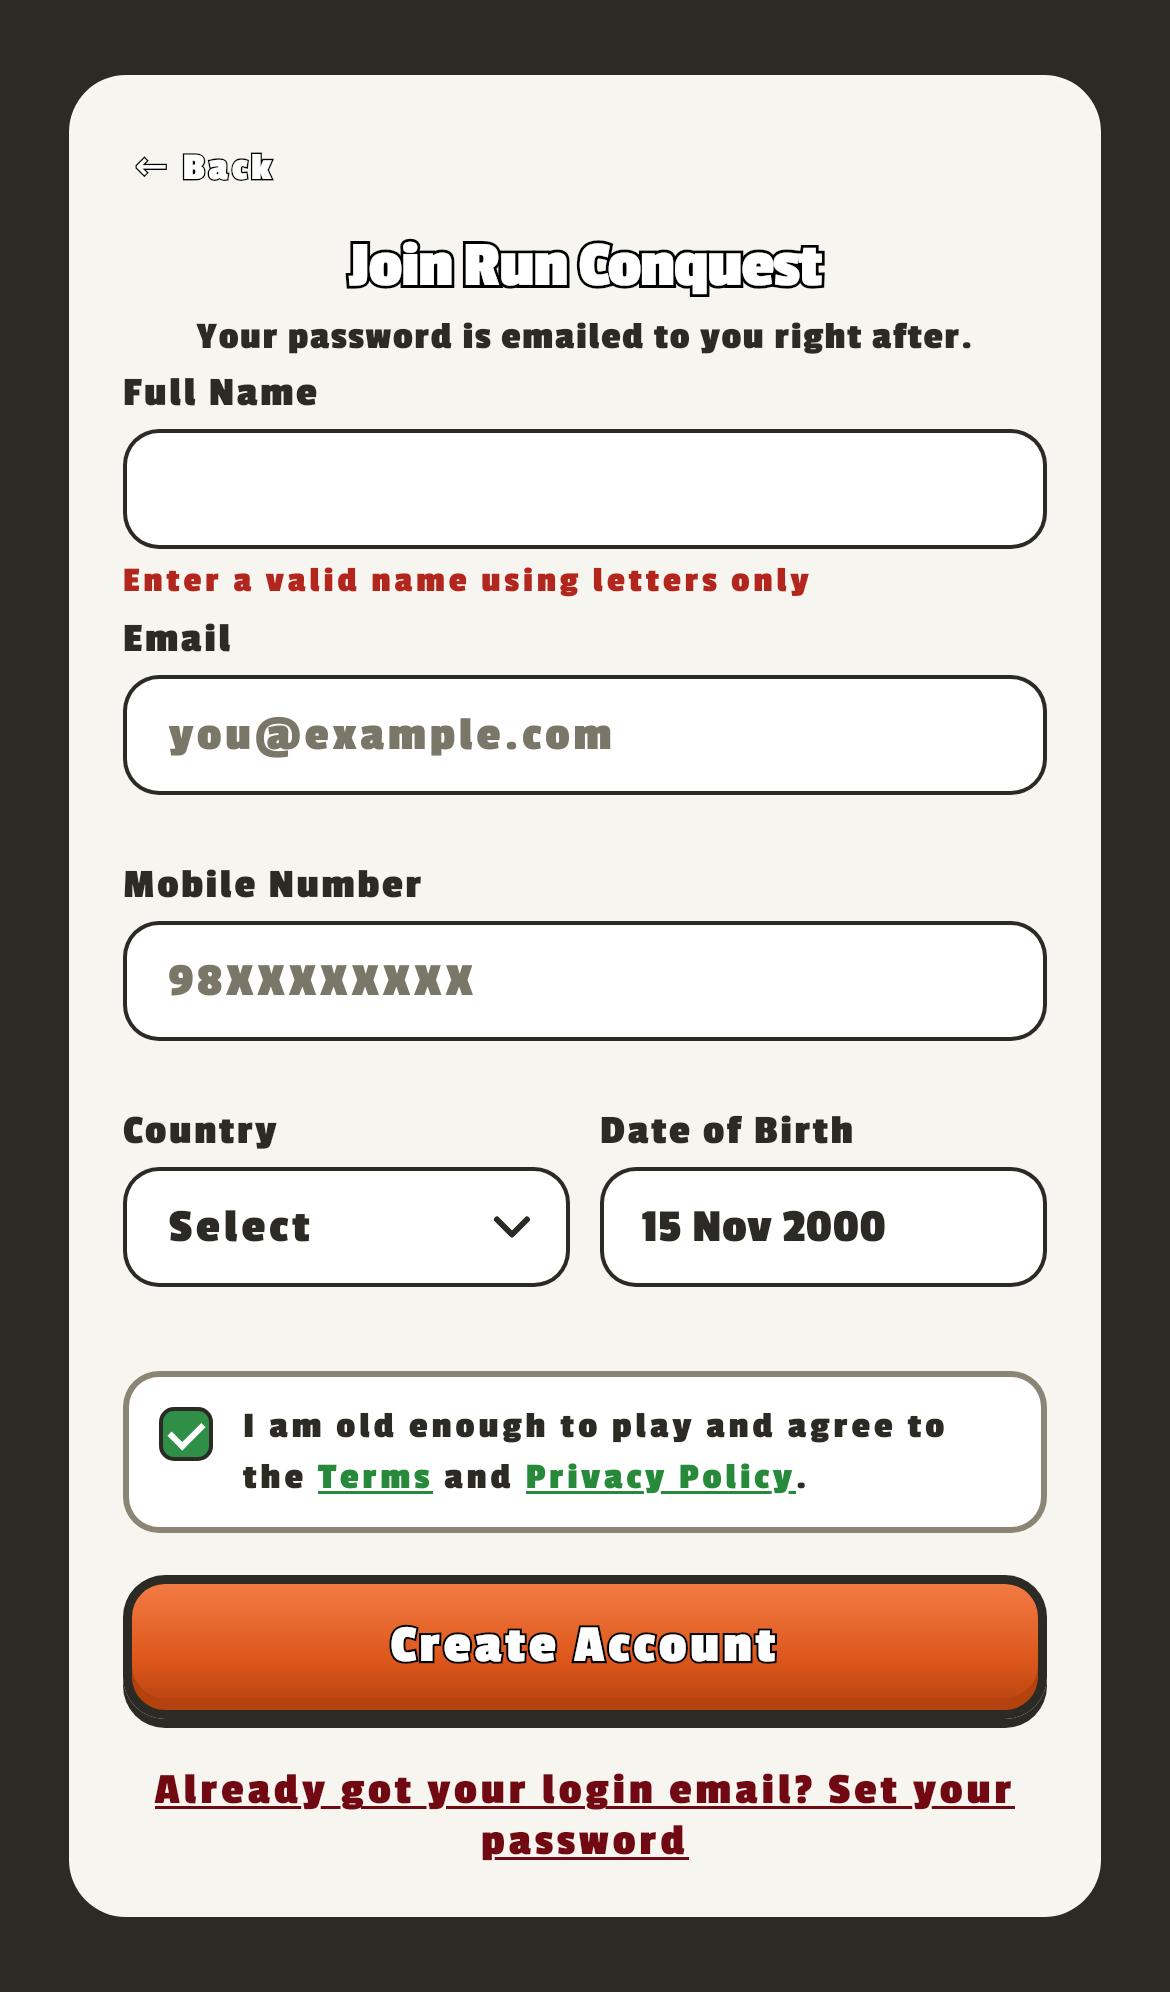 ⇐ Back
Join Run Conquest
Your password is emailed to you right after.
Full Name
Enter a valid name using letters only
Email
you@example.com
Mobile Number
98XXXXXXXX
Country
Date of Birth
Select
15 Nov 2000
I am old enough to play and agree to
the Terms and Privacy Policy.
Create Account
Already got your login email? Set your
password